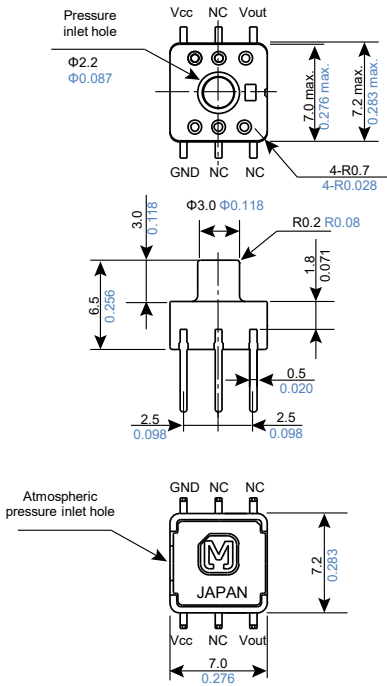 Pressure
inlet hole
Vcc NC Vout
Φ2.2
Φ0.087
7.0 max.
0.276 max.
7.2 max.
0.283 max.
GND NC NC
4-R0.7
4-R0.028
3.0
0.118
Φ3.0 Φ0.118
R0.2 R0.08
6.5
0.256
1.8
0.071
0.5
0.020
2.5
0.098
2.5
0.098
Atmospheric
pressure inlet hole
GND NC NC
M
JAPAN
7.2
0.283
Vcc NC Vout
7.0
0.276